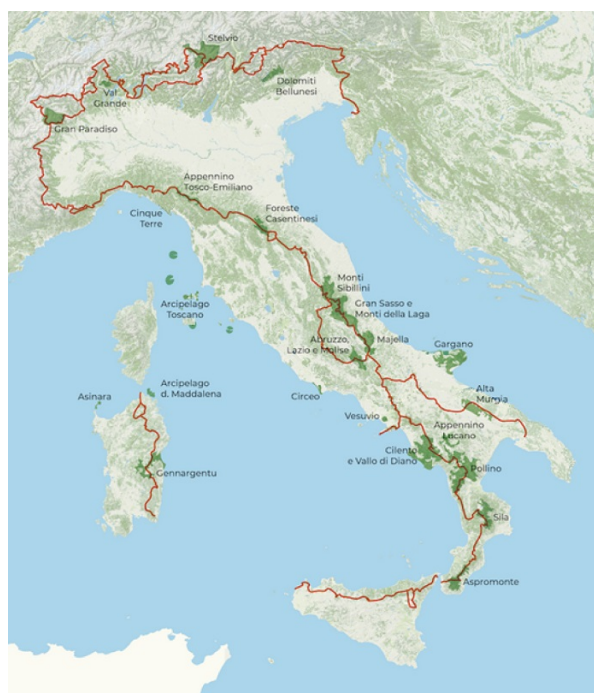 Stelvio
Val
Grande
Dolomiti
Bellunesi
Gran Paradiso
Appennino
Tosco-Emiliano
Cinque
Terre
Foreste
Casentinesi
Monti
Sibillini
Arcipelago
Toscano
Gran Sasso e
Monti della Laga
Abruzzo,
Lazio e Molise
Majella
Gargano
Arcipelago
d. Maddalena
Asinara
Circeo
Alta
Murgia
Vesuvio
Appennino
Lucano
Cilento
e Vallo di Diano
Pollino
Gennargentu
Sila
Aspromonte